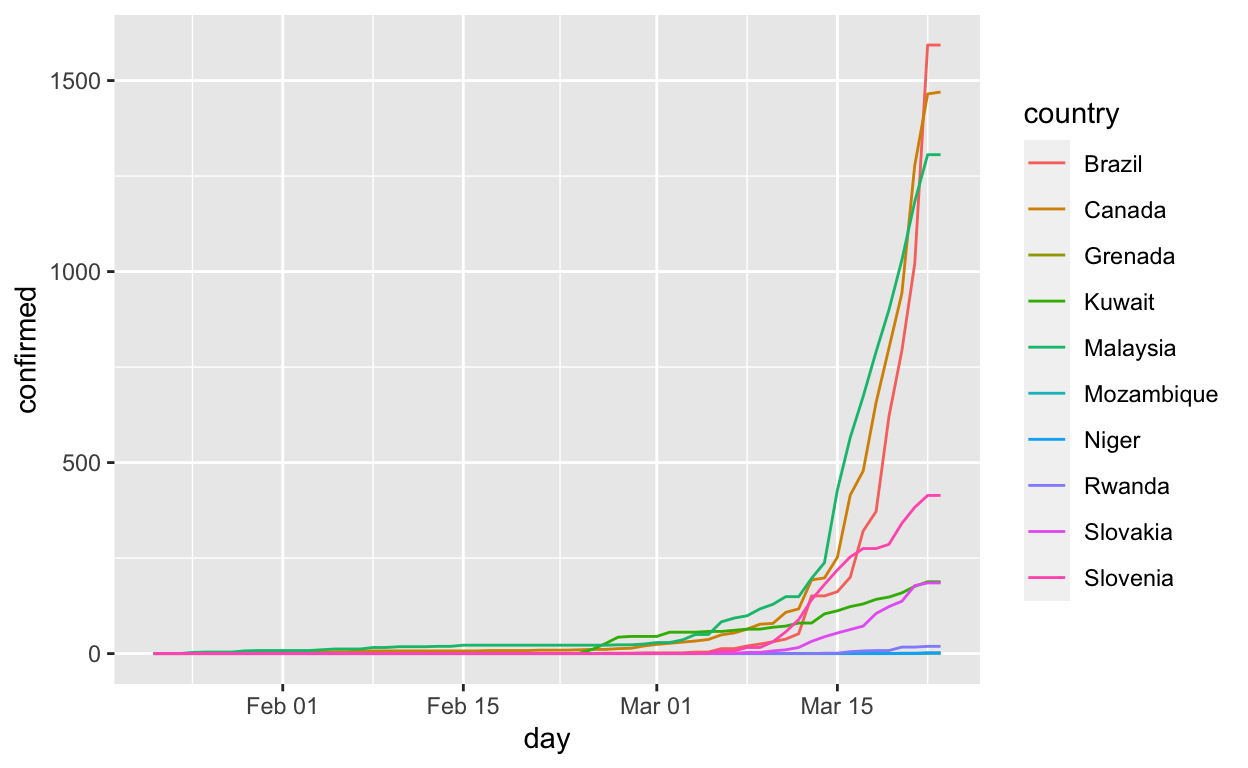 1500
1000
500
0
confirmed
Feb 01 Feb 15 Mar 01 Mar 15
day
country
Brazil
Canada
Grenada
Kuwait
Malaysia
Mozambique
Niger
Rwanda
Slovakia
Slovenia